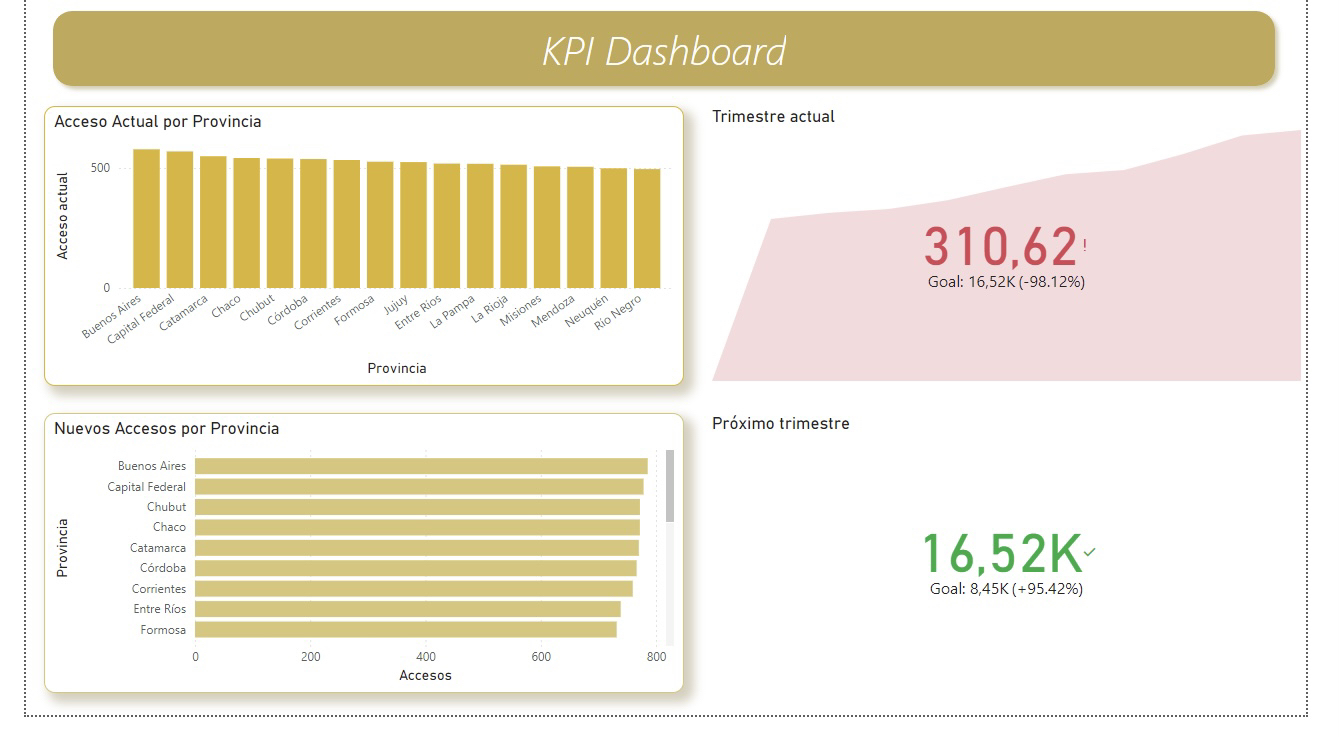 KPI Dashboard
Acceso Actual por Provincia
Acceso actual
500
0
Buenos Aires
Capital Federal
Catamarca
Chaco
Chubut
Córdoba
Corrientes
Formosa
Jujuy
Entre Ríos
La Pampa
La Rioja
Misiones
Mendoza
Neuquén
Río Negro
Provincia
Trimestre actual
310,62!
Goal: 16,52K (-98.12%)
Nuevos Accesos por Provincia
Provincia
Buenos Aires
Capital Federal
Chubut
Chaco
Catamarca
Córdoba
Corrientes
Entre Ríos
Formosa
0 200 400 600 800
Accesos
Próximo trimestre
16,52K✓
Goal: 8,45K (+95.42%)